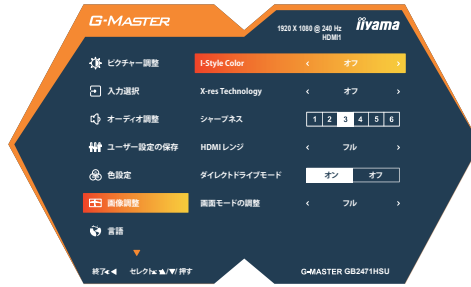 G-MASTER
1920 X 1080 @ 240 Hz
HDMI1
iiyama
ピクチャー調整
I-Style Color
‹ オフ ›
入力選択
X-res Technology
‹ オフ ›
オーディオ調整
シャープネス
1 2 3 4 5 6
ユーザー設定の保存
HDMI レンジ
‹ フル ›
色設定
ダイレクトドライブモード
オン オフ
画像調整
画面モードの調整
‹ フル ›
言語
終了
セレクト /▼/ 押す
G-MASTER GB2471HSU